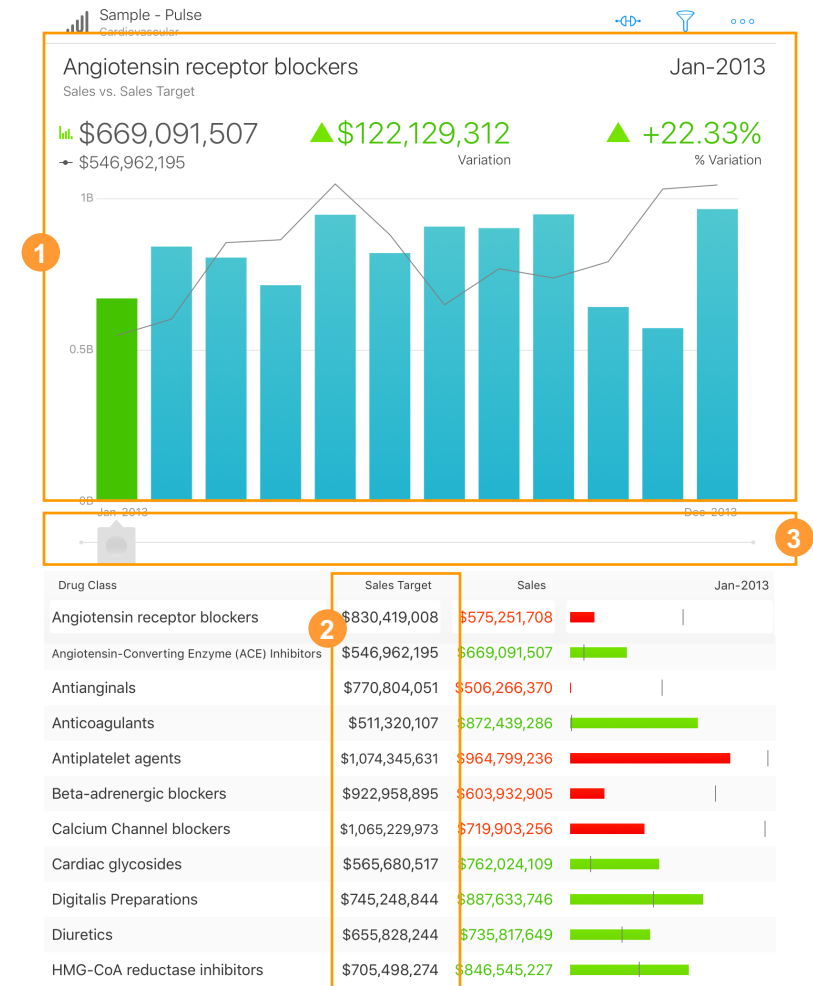 Sample - Pulse
Cardiovascular
Angiotensin receptor blockers Jan-2013
Sales vs. Sales Target
$669,091,507 $122,129,312 +22.33%
$546,962,195 Variation % Variation
1B
1
0.5B
0B
Jan-2013 Dec-2013
3
Drug Class Sales Target Sales Jan-2013
2
Angiotensin receptor blockers $830,419,008 $575,251,708
Angiotensin-Converting Enzyme (ACE) Inhibitors $546,962,195 $669,091,507
Antianginals $770,804,051 $506,266,370
Anticoagulants $511,320,107 $872,439,286
Antiplatelet agents $1,074,345,631 $964,799,236
Beta-adrenergic blockers $922,958,895 $603,932,905
Calcium Channel blockers $1,065,229,973 $719,903,256
Cardiac glycosides $565,680,517 $762,024,109
Digitalis Preparations $745,248,844 $887,633,746
Diuretics $655,828,244 $735,817,649
HMG-CoA reductase inhibitors $705,498,274 $846,545,227